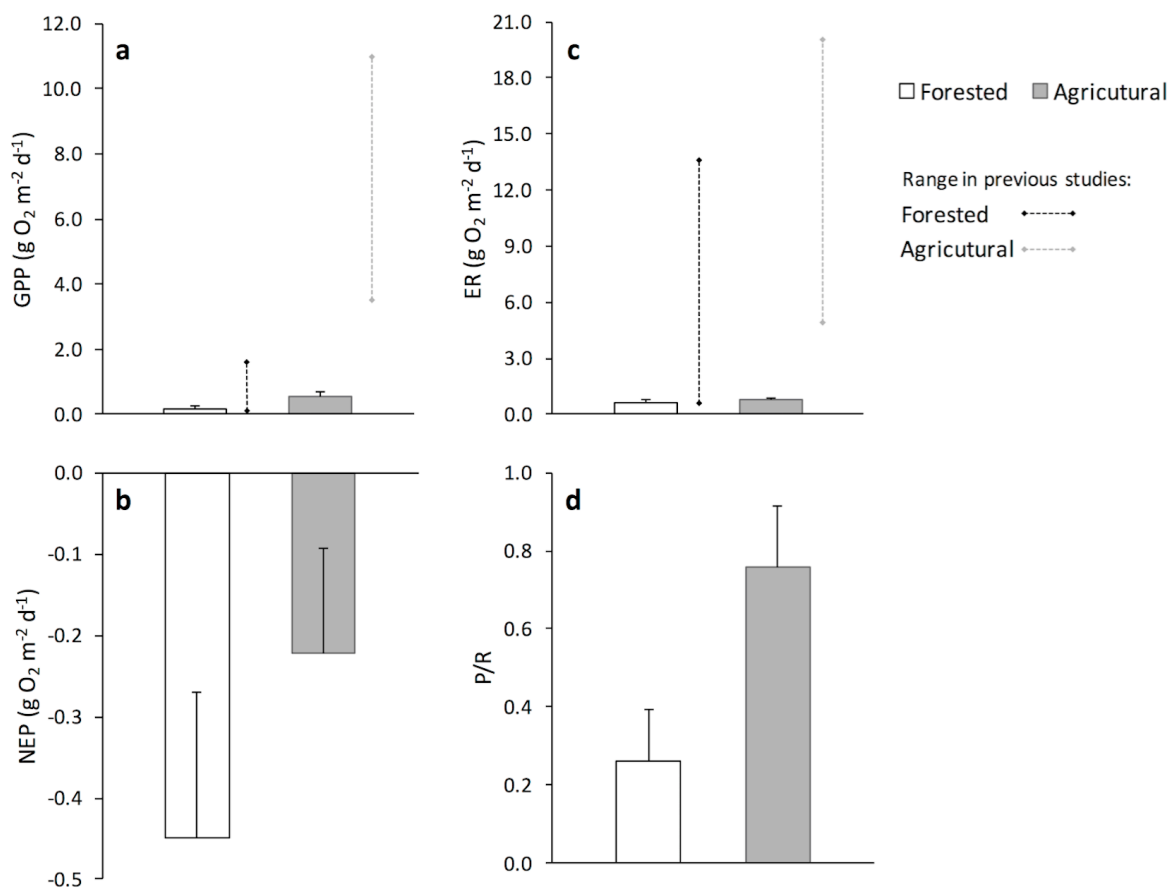 a
12.0
10.0
8.0
6.0
4.0
2.0
0.0
GPP (g O₂ m⁻² d⁻¹)
c
21.0
18.0
15.0
12.0
9.0
6.0
3.0
0.0
ER (g O₂ m⁻² d⁻¹)
Forested Agricutural
Range in previous studies:
Forested
Agricutural
b
0.0
-0.1
-0.2
-0.3
-0.4
-0.5
NEP (g O₂ m⁻² d⁻¹)
d
1.0
0.8
0.6
0.4
0.2
0.0
P/R